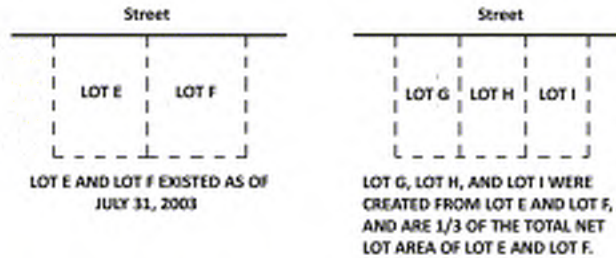 Street
LOT E
LOT F
LOT E AND LOT F EXISTED AS OF
JULY 31, 2003
Street
LOT G
LOT H
LOT I
LOT G, LOT H, AND LOT I WERE
CREATED FROM LOT E AND LOT F,
AND ARE 1/3 OF THE TOTAL NET
LOT AREA OF LOT E AND LOT F.